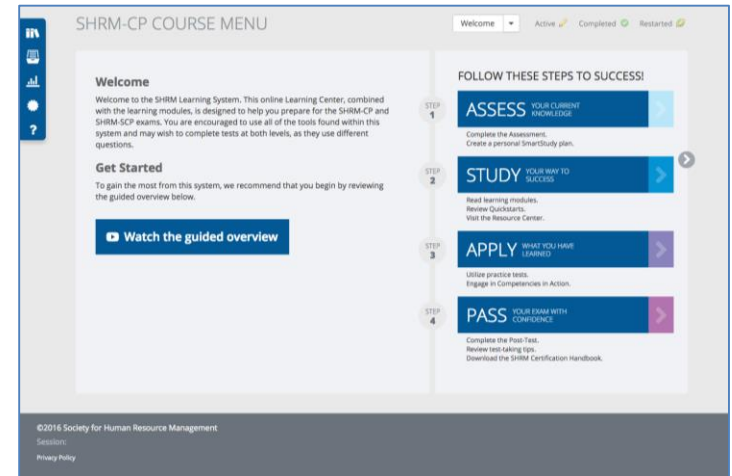 SHRM-CP COURSE MENU
Welcome
Active
Completed
Restarted
Welcome
Welcome to the SHRM Learning System. This online Learning Center, combined
with the learning modules, is designed to help you prepare for the SHRM-CP and
SHRM-SCP exams. You are encouraged to use all of the tools found within this
system and may wish to complete tests at both levels, as they use different
questions.
Get Started
To gain the most from this system, we recommend that you begin by reviewing
the guided overview below.
Watch the guided overview
FOLLOW THESE STEPS TO SUCCESS!
STEP
1
ASSESS YOUR CURRENT
KNOWLEDGE
Complete the Assessment.
Create a personal SmartStudy plan.
STEP
2
STUDY YOUR WAY TO
SUCCESS
Read learning modules.
Review Quickstarts.
Visit the Resource Center.
STEP
3
APPLY WHAT YOU HAVE
LEARNED
Utilize practice tests.
Engage in Competencies in Action.
STEP
4
PASS YOUR EXAM WITH
CONFIDENCE
Complete the Post-Test.
Review test-taking tips.
Download the SHRM Certification Handbook.
?
©2016 Society for Human Resource Management
Session:
Privacy Policy